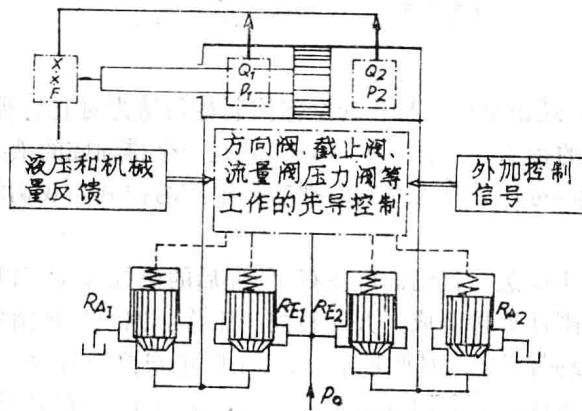 X
Ẋ
F
Q1
P1
Q2
P2
液压和机械
量反馈
方向阀、截止阀、
流量阀压力阀等
工作的先导控制
外加控制
信号
RA1
RE1
RE2
RA2
PQ